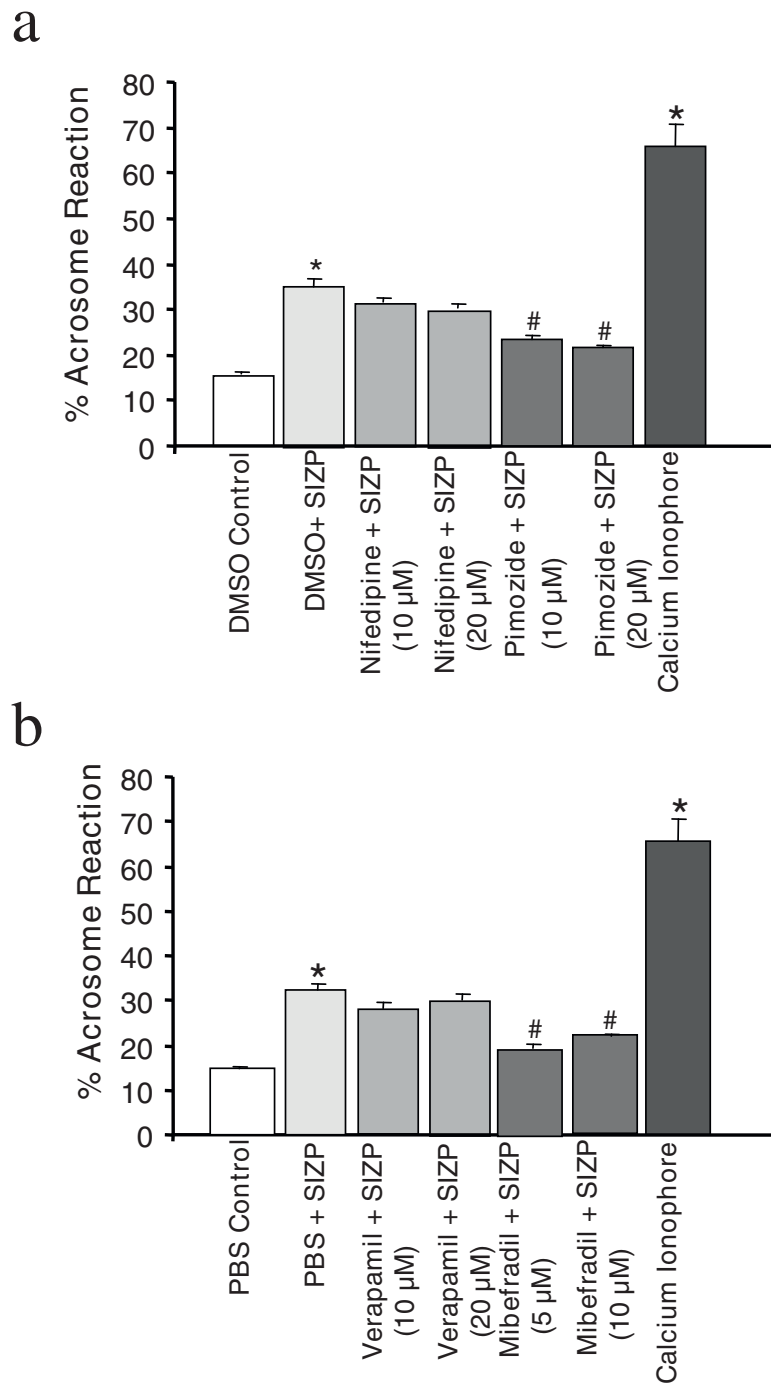 a
% Acrosome Reaction
80
70
60
50
40
30
20
10
0
*
#
#
*
DMSO Control
DMSO+ SIZP
Nifedipine + SIZP
(10 µM)
Nifedipine + SIZP
(20 µM)
Pimozide + SIZP
(10 µM)
Pimozide + SIZP
(20 µM)
Calcium Ionophore
b
% Acrosome Reaction
80
70
60
50
40
30
20
10
0
*
#
#
*
PBS Control
PBS + SIZP
Verapamil + SIZP
(10 µM)
Verapamil + SIZP
(20 µM)
Mibefradil + SIZP
(5 µM)
Mibefradil + SIZP
(10 µM)
Calcium Ionophore